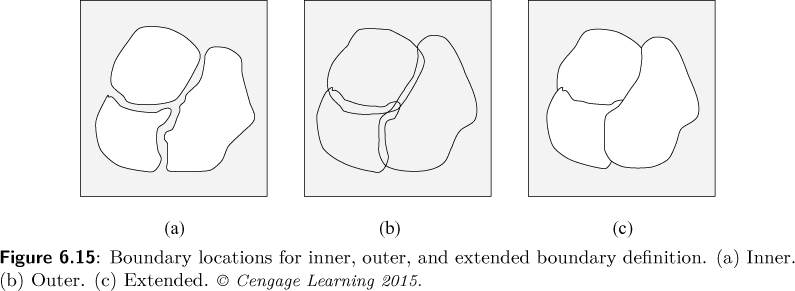 (a) (b) (c)
Figure 6.15: Boundary locations for inner, outer, and extended boundary definition. (a) Inner.
(b) Outer. (c) Extended. © Cengage Learning 2015.